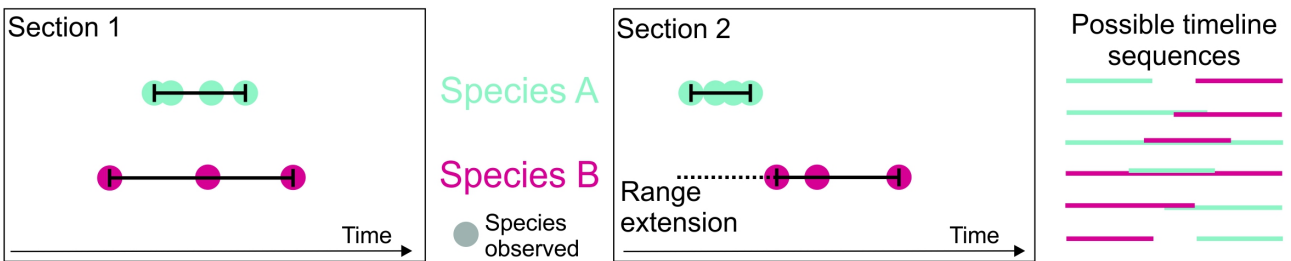 Section 1
Time
Species A
Species B
Species
observed
Section 2
Range
extension
Time
Possible timeline
sequences